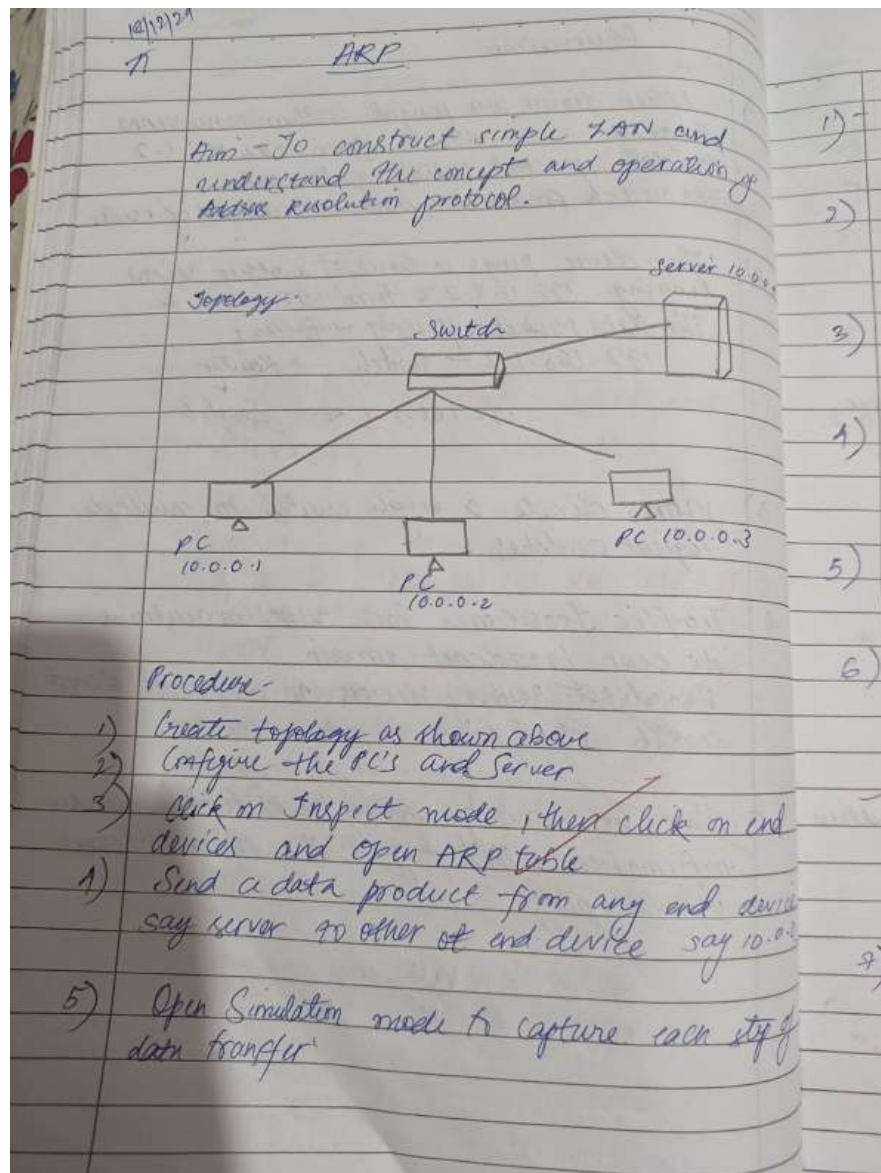 12/12/24
ARP
Aim - To construct simple LAN and
understand the concept and operation of
Address Resolution protocol.
Topology -
Server 10.0.0.
Switch
PC
10.0.0.1
PC
10.0.0.2
PC 10.0.0.3
Procedure -
1) Create topology as shown above
2) Configure the PC's and Server
3) Click on Inspect mode, then click on end
devices and open ARP table
4) Send a data product from any end device
say server to other of end device say 10.0.
5) Open Simulation mode to capture each step of
data transfer
1)
2)
3)
4)
5)
6)
7)